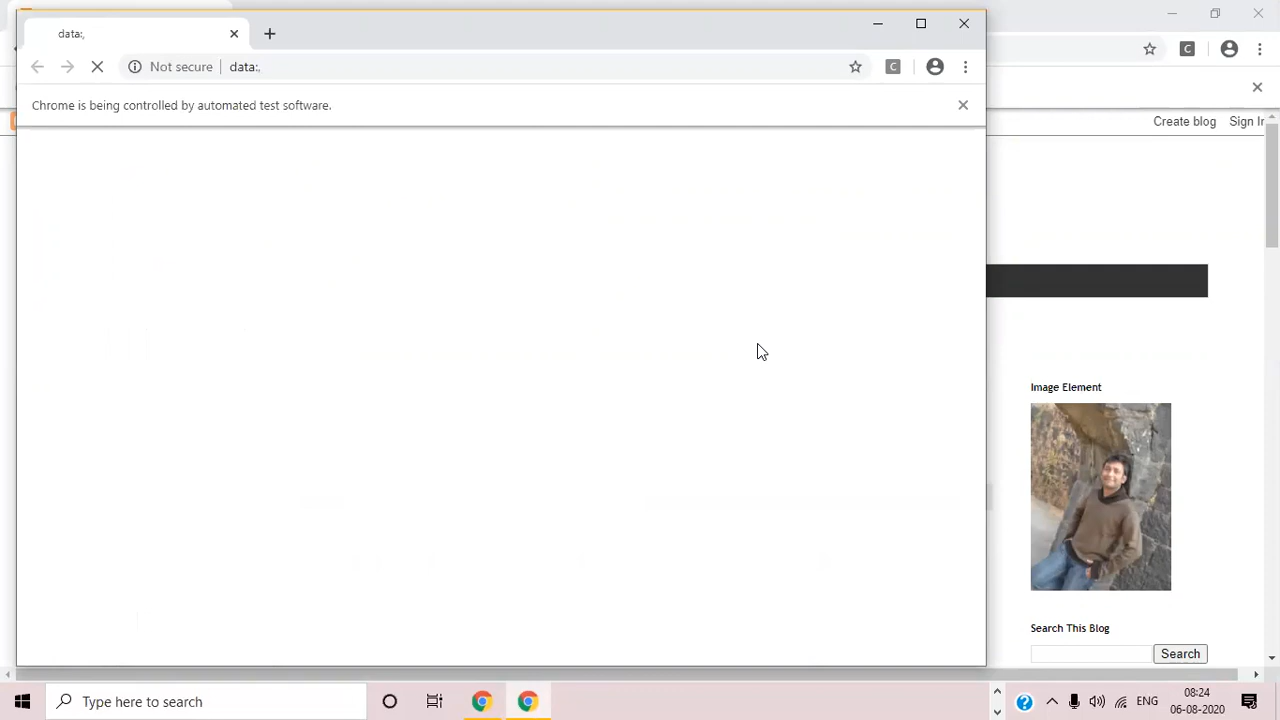 data:,
Not secure
data:,
Chrome is being controlled by automated test software.
Create blog
Sign In
Image Element
Search This Blog
Search
Type here to search
ENG
08:24
06-08-2020